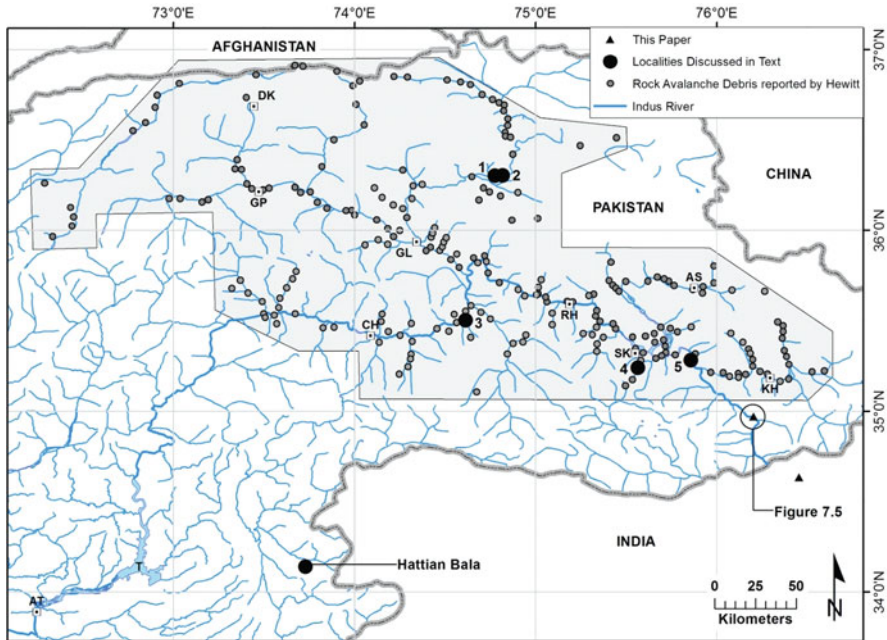 73°0'E
74°0'E
75°0'E
76°0'E
AFGHANISTAN
This Paper
Localities Discussed in Text
Rock Avalanche Debris reported by Hewitt
Indus River
37°0'N
DK
1
2
CHINA
GP
PAKISTAN
36°0'N
GL
AS
RH
CH
3
SK
4
5
KH
35°0'N
Figure 7.5
INDIA
Hattian Bala
T
AT
0 25 50
Kilometers
N
34°0'N